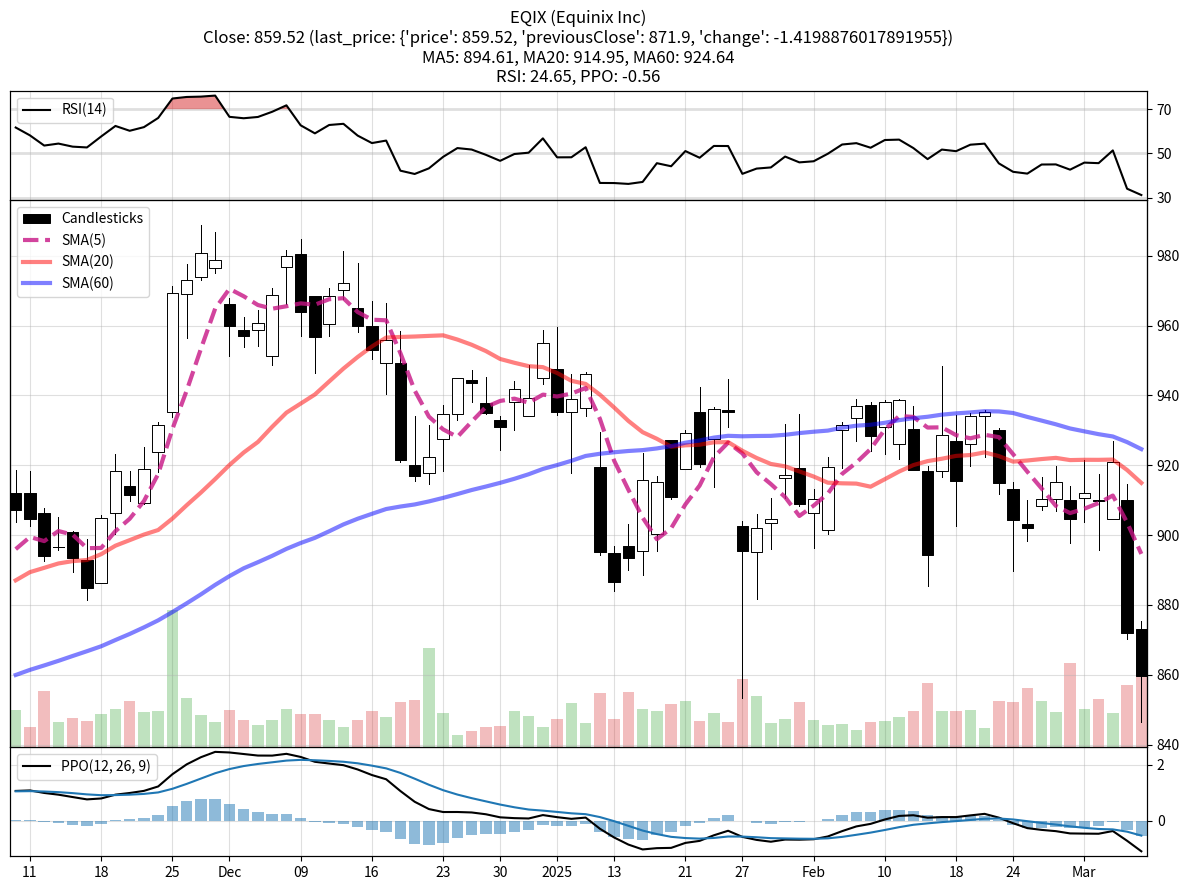 EQIX (Equinix Inc)
Close: 859.52 (last_price: {'price': 859.52, 'previousClose': 871.9, 'change': -1.4198876017891955})
MA5: 894.61, MA20: 914.95, MA60: 924.64
RSI: 24.65, PPO: -0.56
RSI(14)
70
50
30
Candlesticks
SMA(5)
SMA(20)
SMA(60)
980
960
940
920
900
880
860
840
PPO(12, 26, 9)
2
0
11 18 25 Dec 09 16 23 30 2025 13 21 27 Feb 10 18 24 Mar